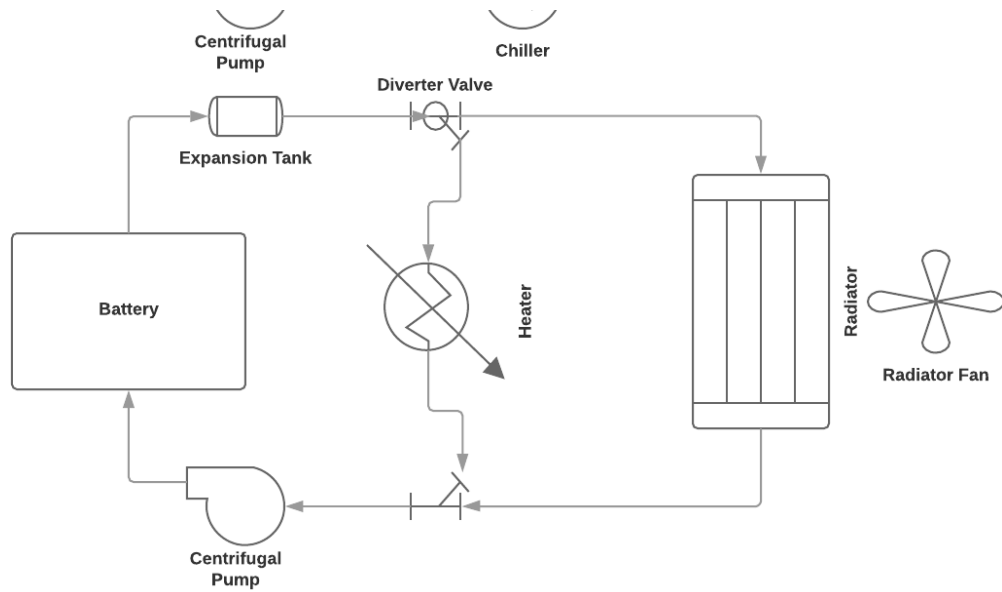 Centrifugal
Pump
Chiller
Diverter Valve
Expansion Tank
Battery
Heater
Radiator
Radiator Fan
Centrifugal
Pump